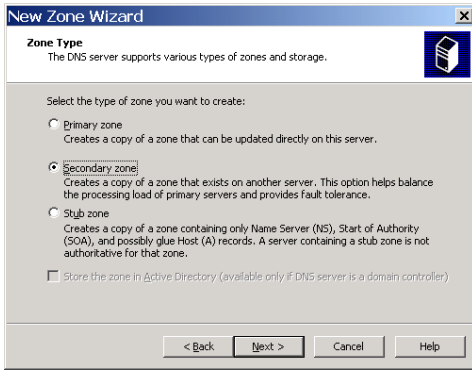 New Zone Wizard
Zone Type
The DNS server supports various types of zones and storage.
Select the type of zone you want to create:
Primary zone
Creates a copy of a zone that can be updated directly on this server.
Secondary zone
Creates a copy of a zone that exists on another server. This option helps balance
the processing load of primary servers and provides fault tolerance.
Stub zone
Creates a copy of a zone containing only Name Server (NS), Start of Authority
(SOA), and possibly glue Host (A) records. A server containing a stub zone is not
authoritative for that zone.
Store the zone in Active Directory (available only if DNS server is a domain controller)
< Back Next > Cancel Help